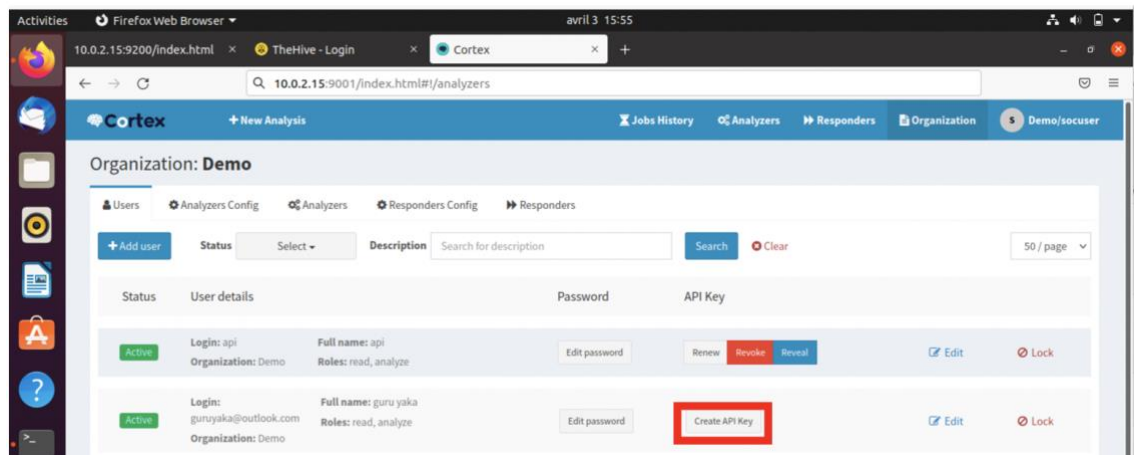 Activities Firefox Web Browser avril 3 15:55
10.0.2.15:9200/index.html × TheHive - Login × Cortex × +
10.0.2.15:9001/index.html#!/analyzers
Cortex + New Analysis Jobs History Analyzers Responders Organization S Demo/socuser
Organization: Demo
Users Analyzers Config Analyzers Responders Config Responders
+ Add user Status Select Description Search for description Search Clear 50 / page
Status User details Password API Key
Active Login: api Full name: api Edit password Renew Revoke Reveal Edit Lock
Organization: Demo Roles: read, analyze
Login: Full name: guru yaka
Active guruyaka@outlook.com Roles: read, analyze Edit password Create API Key Edit Lock
Organization: Demo